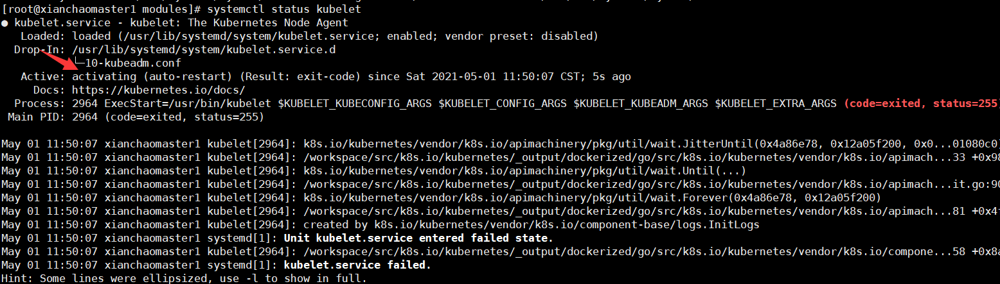 [root@xianchaomaster1 modules]# systemctl status kubelet
● kubelet.service - kubelet: The Kubernetes Node Agent
Loaded: loaded (/usr/lib/systemd/system/kubelet.service; enabled; vendor preset: disabled)
Drop-In: /usr/lib/systemd/system/kubelet.service.d
└─10-kubeadm.conf
Active: activating (auto-restart) (Result: exit-code) since Sat 2021-05-01 11:50:07 CST; 5s ago
Docs: https://kubernetes.io/docs/
Process: 2964 ExecStart=/usr/bin/kubelet $KUBELET_KUBECONFIG_ARGS $KUBELET_CONFIG_ARGS $KUBELET_KUBEADM_ARGS $KUBELET_EXTRA_ARGS (code=exited, status=255)
Main PID: 2964 (code=exited, status=255)
May 01 11:50:07 xianchaomaster1 kubelet[2964]: k8s.io/kubernetes/vendor/k8s.io/apimachinery/pkg/util/wait.JitterUntil(0x4a86e78, 0x12a05f200, 0x0...01080c0)
May 01 11:50:07 xianchaomaster1 kubelet[2964]: /workspace/src/k8s.io/kubernetes/_output/dockerized/go/src/k8s.io/kubernetes/vendor/k8s.io/apimach...33 +0x98
May 01 11:50:07 xianchaomaster1 kubelet[2964]: k8s.io/kubernetes/vendor/k8s.io/apimachinery/pkg/util/wait.Until(...)
May 01 11:50:07 xianchaomaster1 kubelet[2964]: /workspace/src/k8s.io/kubernetes/_output/dockerized/go/src/k8s.io/kubernetes/vendor/k8s.io/apimach...it.go:90
May 01 11:50:07 xianchaomaster1 kubelet[2964]: k8s.io/kubernetes/vendor/k8s.io/apimachinery/pkg/util/wait.Forever(0x4a86e78, 0x12a05f200)
May 01 11:50:07 xianchaomaster1 kubelet[2964]: /workspace/src/k8s.io/kubernetes/_output/dockerized/go/src/k8s.io/kubernetes/vendor/k8s.io/apimach...81 +0x4f
May 01 11:50:07 xianchaomaster1 kubelet[2964]: created by k8s.io/kubernetes/vendor/k8s.io/component-base/logs.InitLogs
May 01 11:50:07 xianchaomaster1 systemd[1]: Unit kubelet.service entered failed state.
May 01 11:50:07 xianchaomaster1 kubelet[2964]: /workspace/src/k8s.io/kubernetes/_output/dockerized/go/src/k8s.io/kubernetes/vendor/k8s.io/compone...58 +0x8a
May 01 11:50:07 xianchaomaster1 systemd[1]: kubelet.service failed.
Hint: Some lines were ellipsized, use -l to show in full.